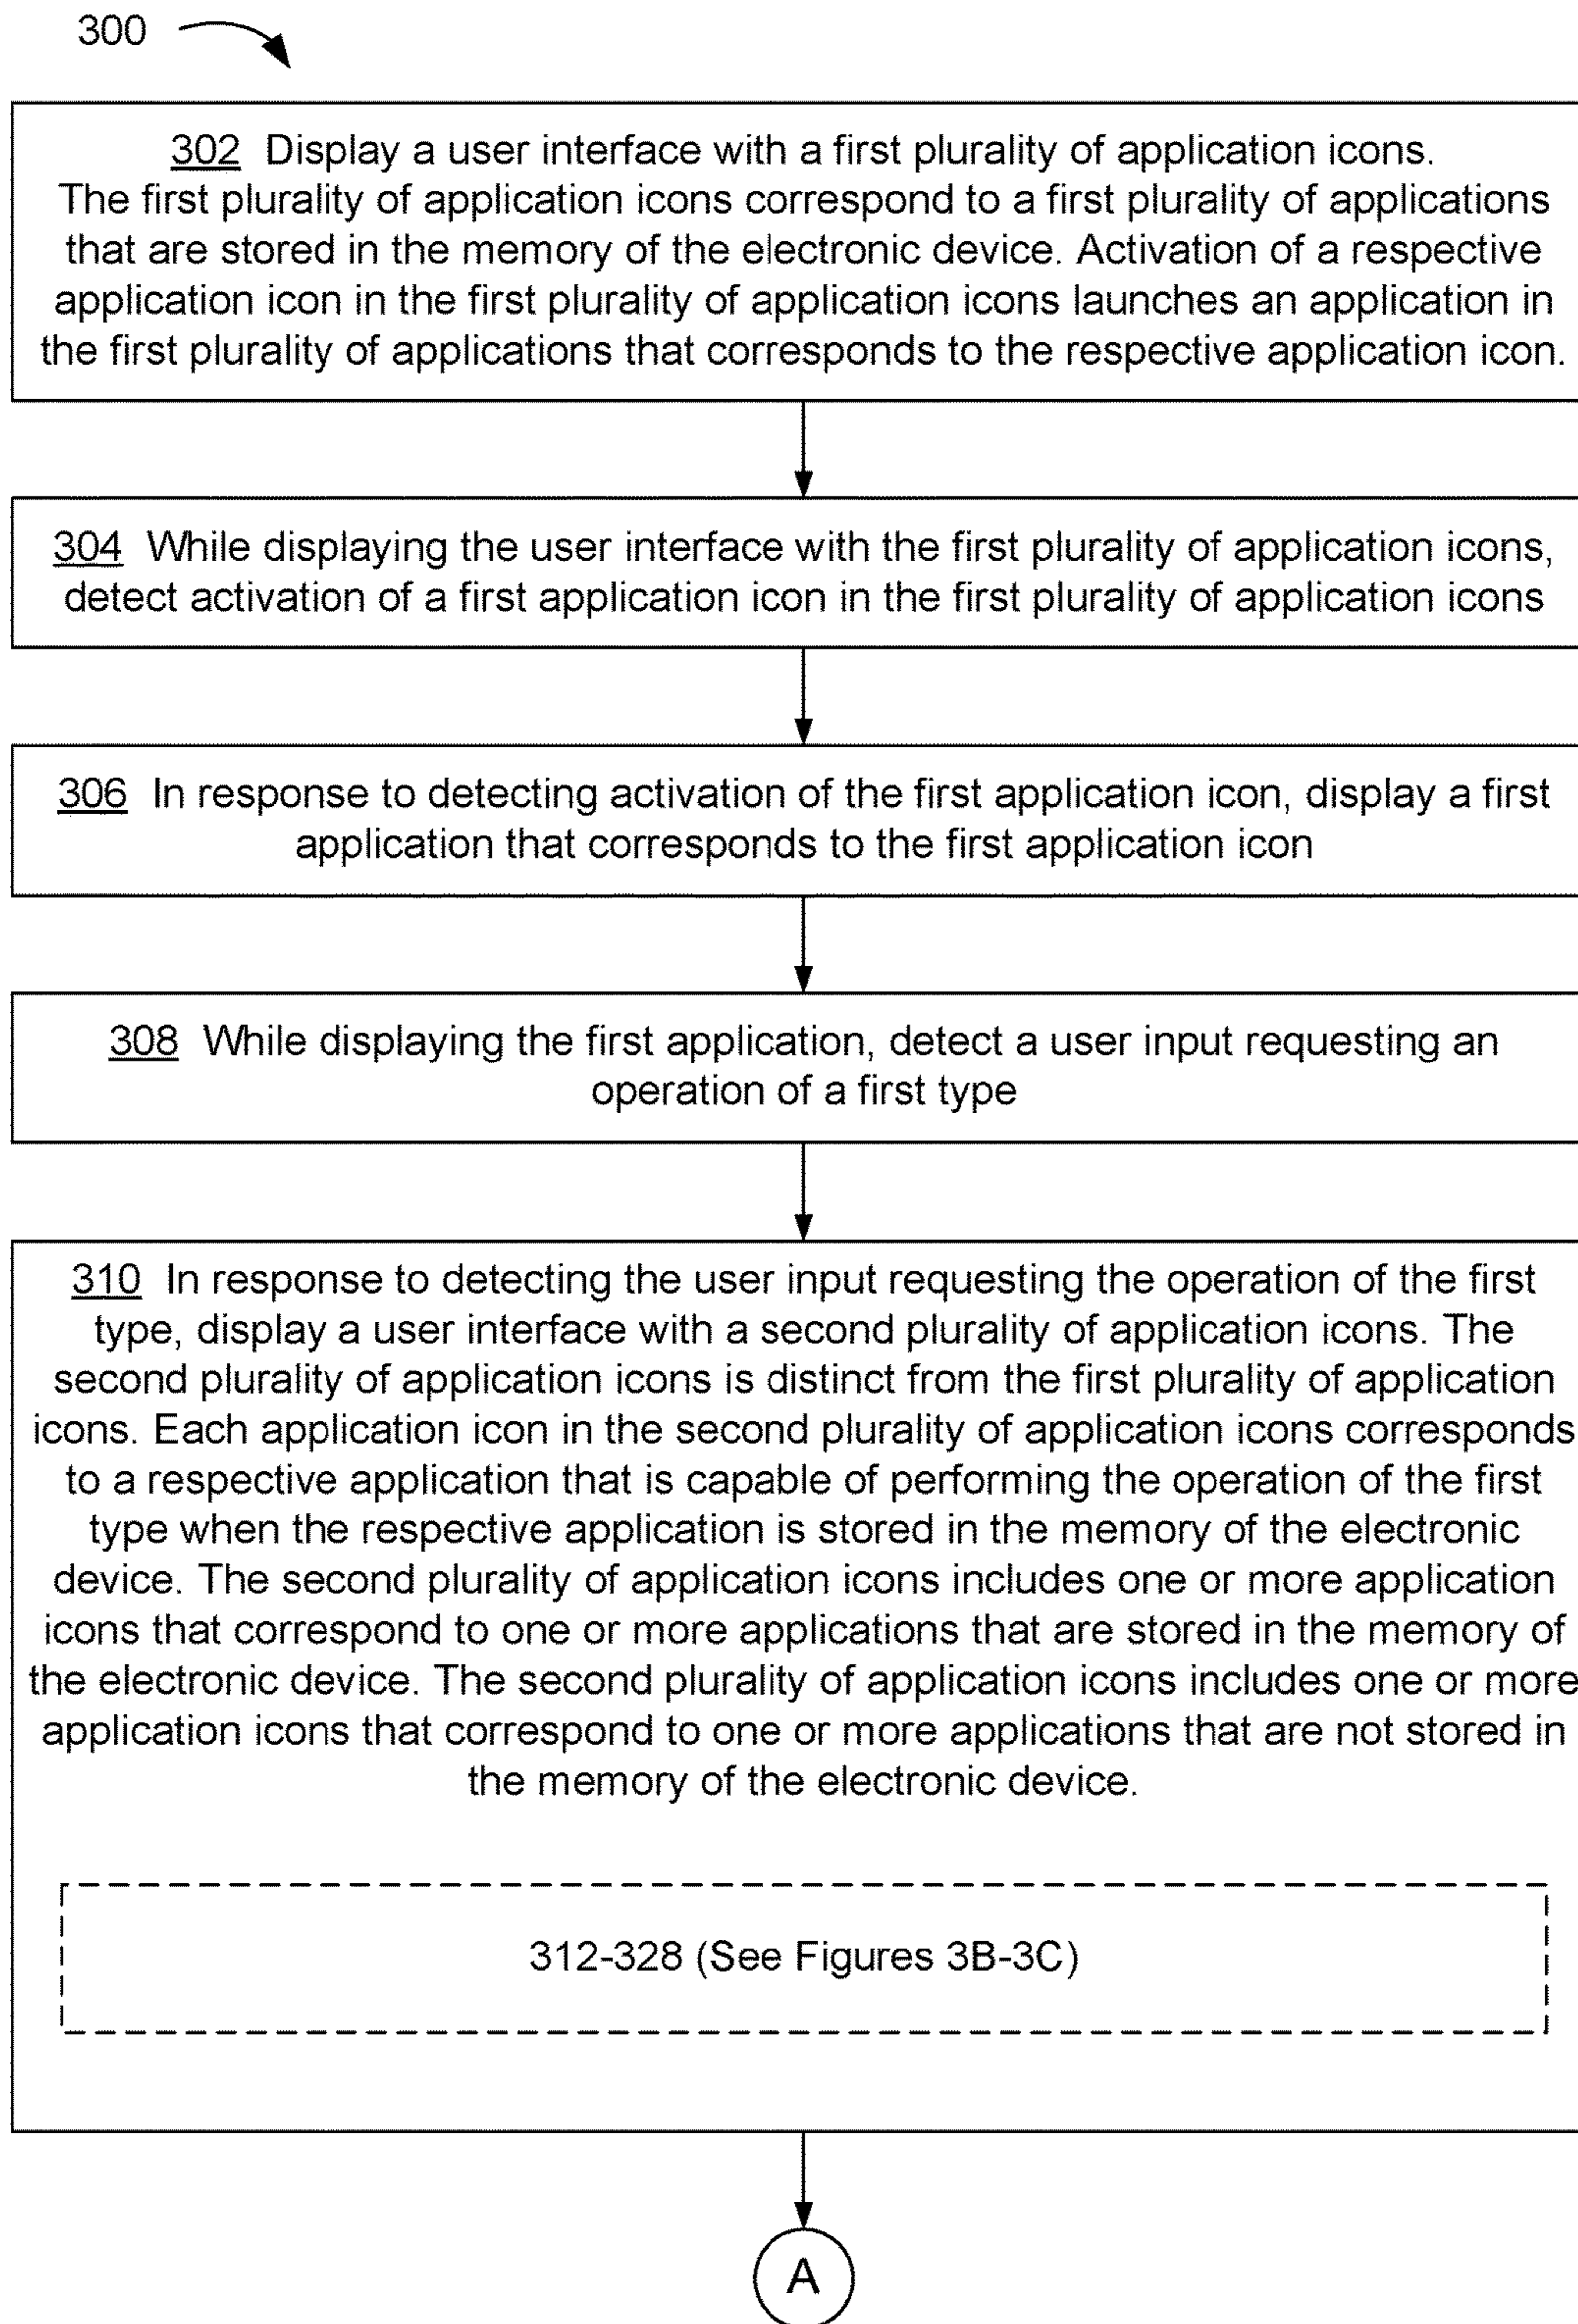 300
302 Display a user interface with a first plurality of application icons.
The first plurality of application icons correspond to a first plurality of applications
that are stored in the memory of the electronic device. Activation of a respective
application icon in the first plurality of application icons launches an application in
the first plurality of applications that corresponds to the respective application icon.
304 While displaying the user interface with the first plurality of application icons,
detect activation of a first application icon in the first plurality of application icons
306 In response to detecting activation of the first application icon, display a first
application that corresponds to the first application icon
308 While displaying the first application, detect a user input requesting an
operation of a first type
310 In response to detecting the user input requesting the operation of the first
type, display a user interface with a second plurality of application icons. The
second plurality of application icons is distinct from the first plurality of application
icons. Each application icon in the second plurality of application icons corresponds
to a respective application that is capable of performing the operation of the first
type when the respective application is stored in the memory of the electronic
device. The second plurality of application icons includes one or more application
icons that correspond to one or more applications that are stored in the memory of
the electronic device. The second plurality of application icons includes one or more
application icons that correspond to one or more applications that are not stored in
the memory of the electronic device.
312-328 (See Figures 3B-3C)
A